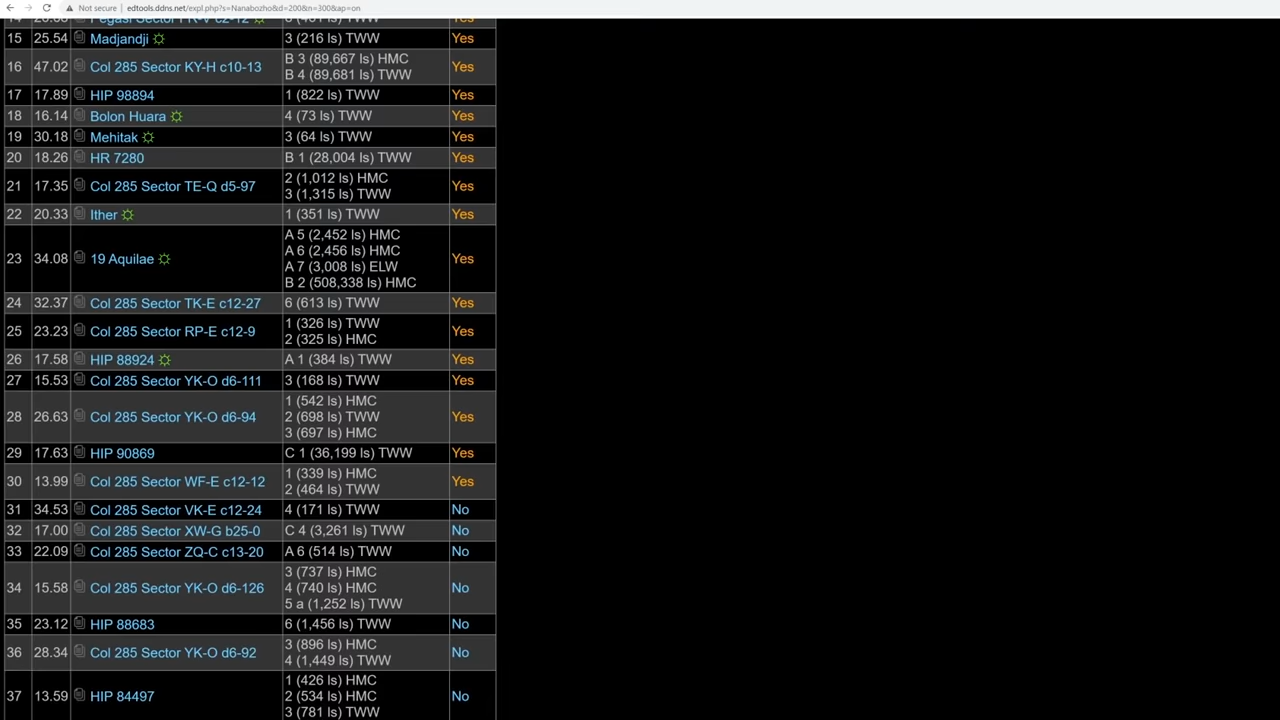 Not secure | edtools.ddns.net/expl.php?s=Nanabozho&d=200&n=300&ap=on
15 25.54 Madjandji 3 (216 ls) TWW Yes
16 47.02 Col 285 Sector KY-H c10-13 B 3 (89,667 ls) HMC Yes
B 4 (89,681 ls) TWW
17 17.89 HIP 98894 1 (822 ls) TWW Yes
18 16.14 Bolon Huara 4 (73 ls) TWW Yes
19 30.18 Mehitak 3 (64 ls) TWW Yes
20 18.26 HR 7280 B 1 (28,004 ls) TWW Yes
21 17.35 Col 285 Sector TE-Q d5-97 2 (1,012 ls) HMC Yes
3 (1,315 ls) TWW
22 20.33 Ither 1 (351 ls) TWW Yes
23 34.08 19 Aquilae A 5 (2,452 ls) HMC Yes
A 6 (2,456 ls) HMC
A 7 (3,008 ls) ELW
B 2 (508,338 ls) HMC
24 32.37 Col 285 Sector TK-E c12-27 6 (613 ls) TWW Yes
25 23.23 Col 285 Sector RP-E c12-9 1 (326 ls) TWW Yes
2 (325 ls) HMC
26 17.58 HIP 88924 A 1 (384 ls) TWW Yes
27 15.53 Col 285 Sector YK-O d6-111 3 (168 ls) TWW Yes
28 26.63 Col 285 Sector YK-O d6-94 1 (542 ls) HMC Yes
2 (698 ls) TWW
3 (697 ls) HMC
29 17.63 HIP 90869 C 1 (36,199 ls) TWW Yes
30 13.99 Col 285 Sector WF-E c12-12 1 (339 ls) HMC Yes
2 (464 ls) TWW
31 34.53 Col 285 Sector VK-E c12-24 4 (171 ls) TWW No
32 17.00 Col 285 Sector XW-G b25-0 C 4 (3,261 ls) TWW No
33 22.09 Col 285 Sector ZQ-C c13-20 A 6 (514 ls) TWW No
34 15.58 Col 285 Sector YK-O d6-126 3 (737 ls) HMC No
4 (740 ls) HMC
5 a (1,252 ls) TWW
35 23.12 HIP 88683 6 (1,456 ls) TWW No
36 28.34 Col 285 Sector YK-O d6-92 3 (896 ls) HMC No
4 (1,449 ls) TWW
37 13.59 HIP 84497 1 (426 ls) HMC No
2 (534 ls) HMC
3 (781 ls) TWW